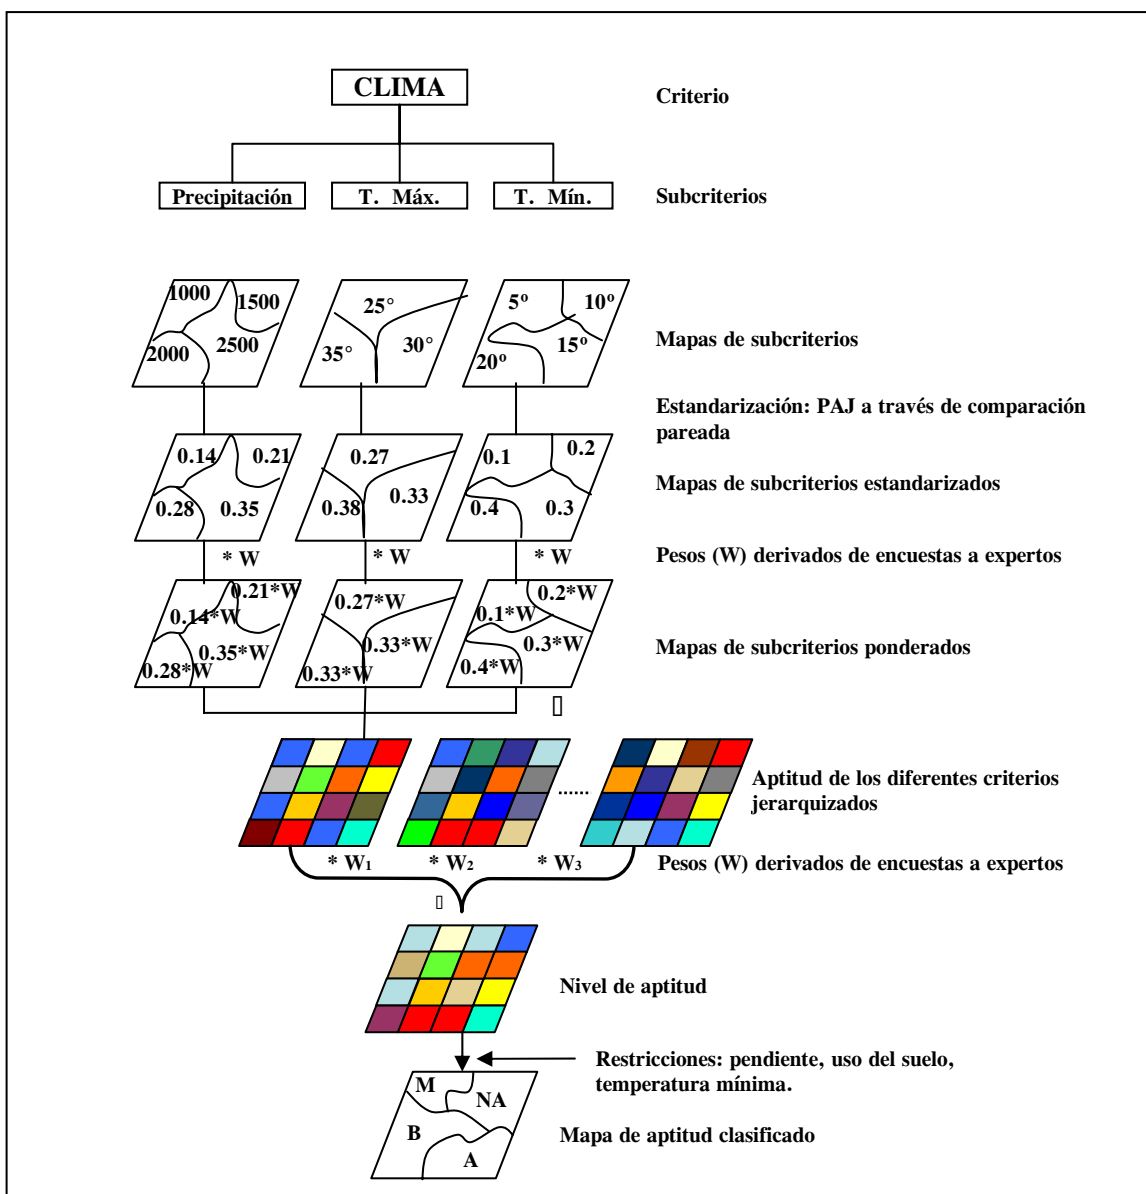 CLIMA
Criterio
Precipitación
T. Máx.
T. Mín.
Subcriterios
1000
1500
2000
2500
25°
35°
30°
5º
10º
15º
20º
Mapas de subcriterios
Estandarización: PAJ a través de comparación
pareada
0.14
0.21
0.28
0.35
0.27
0.38
0.33
0.1
0.2
0.4
0.3
Mapas de subcriterios estandarizados
* W
* W
* W
Pesos (W) derivados de encuestas a expertos
0.21*W
0.14*W
0.35*W
0.28*W
0.27*W
0.33*W
0.33*W
0.2*W
0.1*W
0.3*W
0.4*W
Mapas de subcriterios ponderados
Aptitud de los diferentes criterios
jerarquizados
......
* W1
* W2
* W3
Pesos (W) derivados de encuestas a expertos
Nivel de aptitud
Restricciones: pendiente, uso del suelo,
temperatura mínima.
M
NA
B
A
Mapa de aptitud clasificado